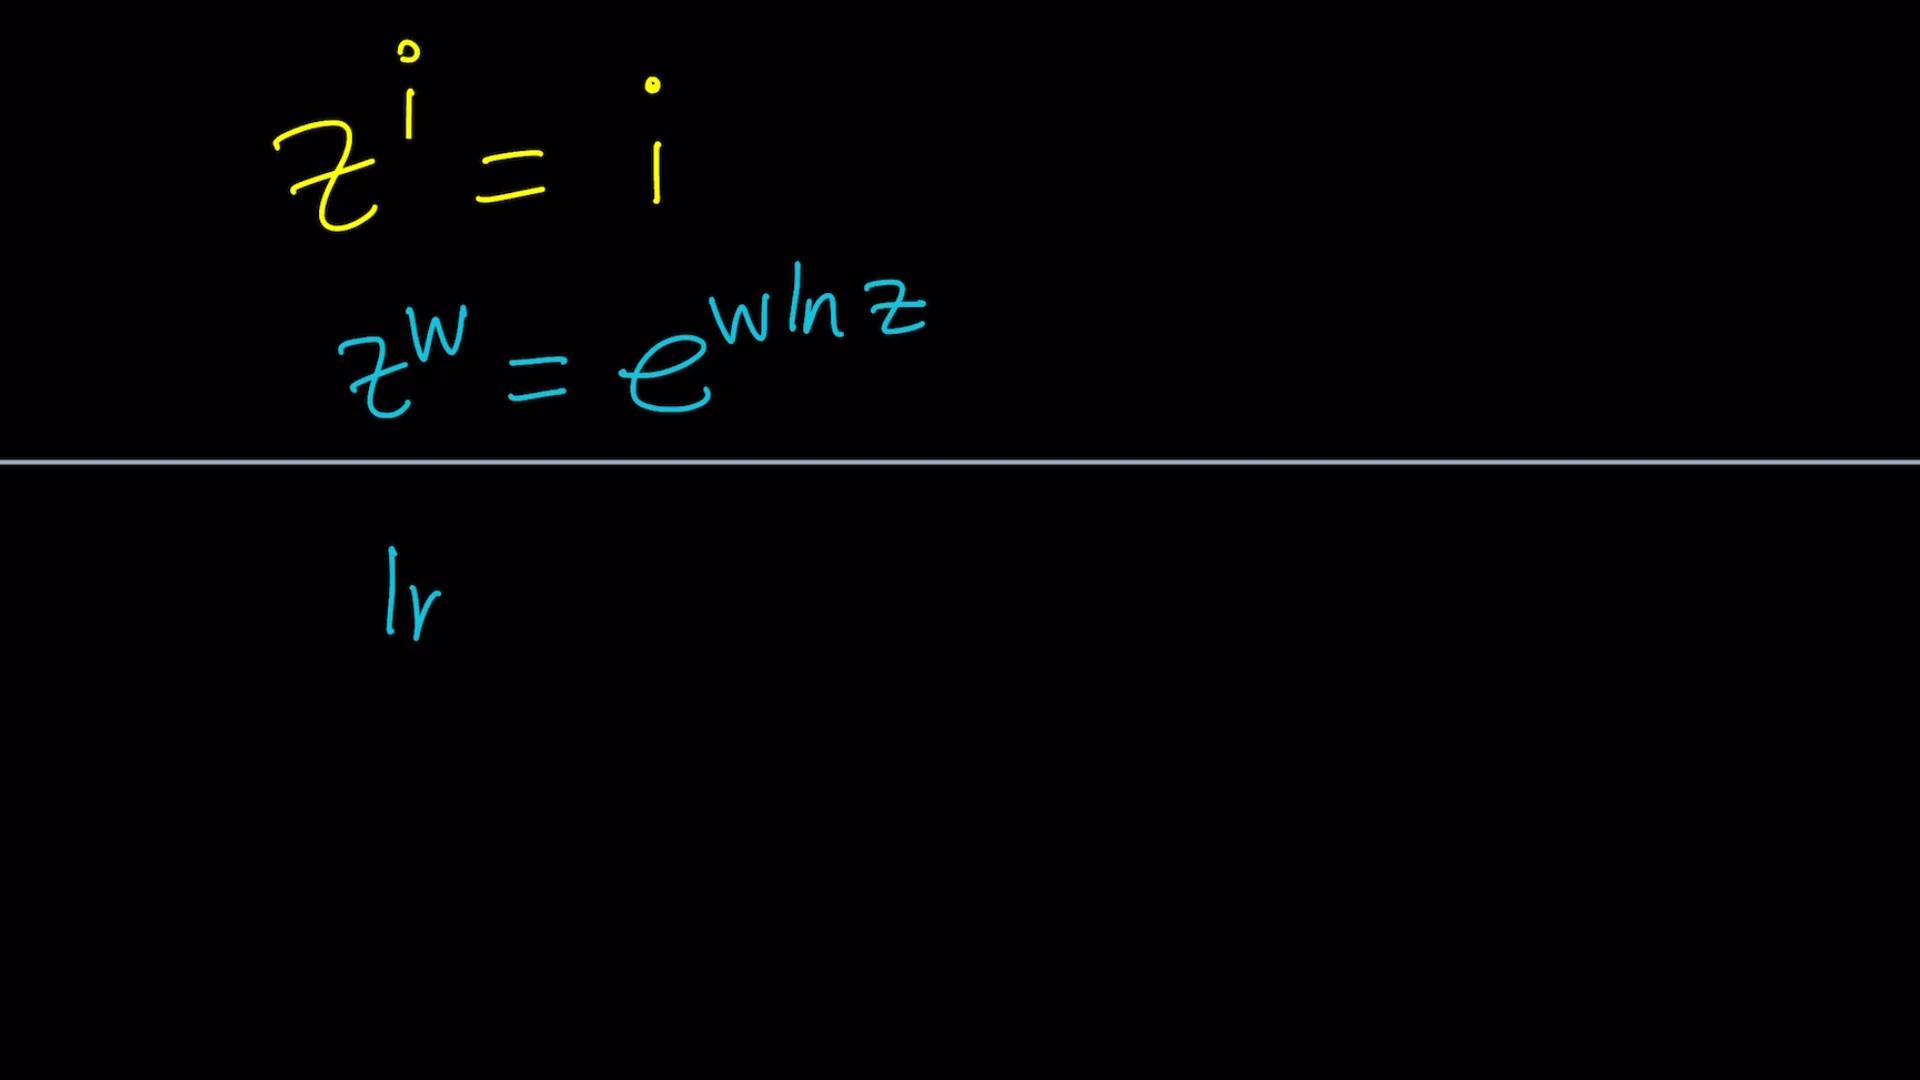 z^i = i
z^w = e^{w ln z}
lr